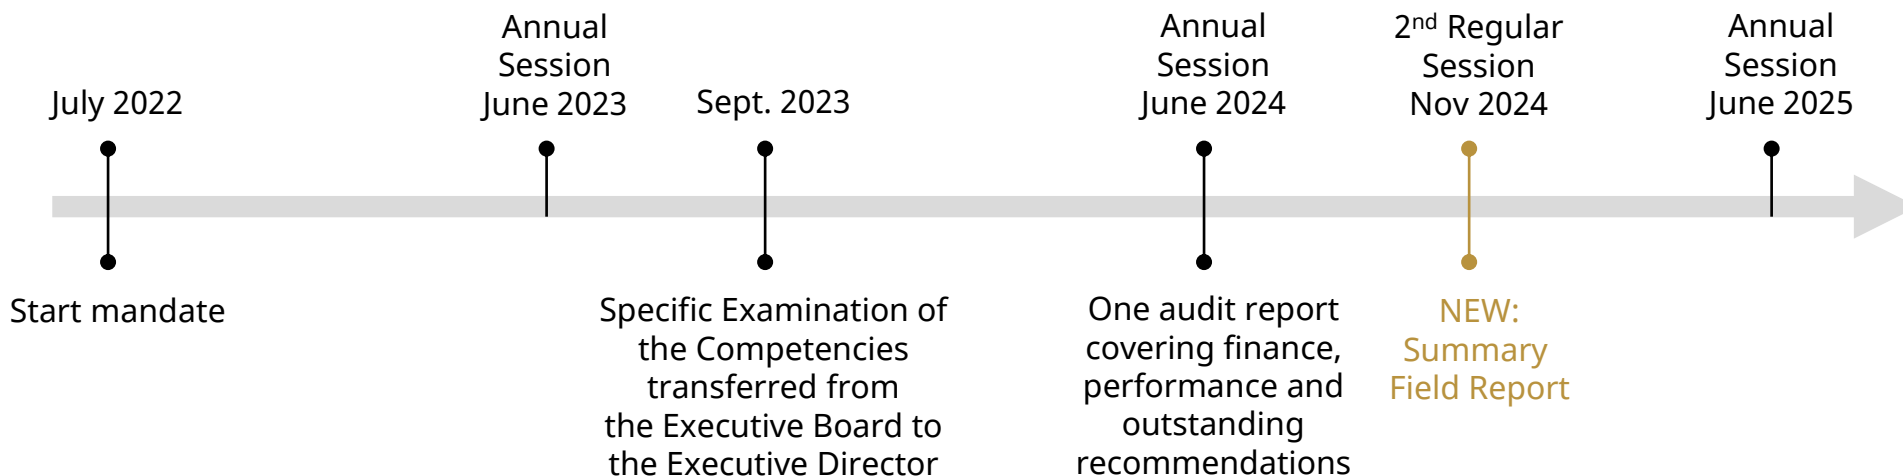 July 2022
Annual
Session
June 2023
Sept. 2023
Annual
Session
June 2024
2nd Regular
Session
Nov 2024
Annual
Session
June 2025
Start mandate
Specific Examination of
the Competencies
transferred from
the Executive Board to
the Executive Director
One audit report
covering finance,
performance and
outstanding
recommendations
NEW:
Summary
Field Report